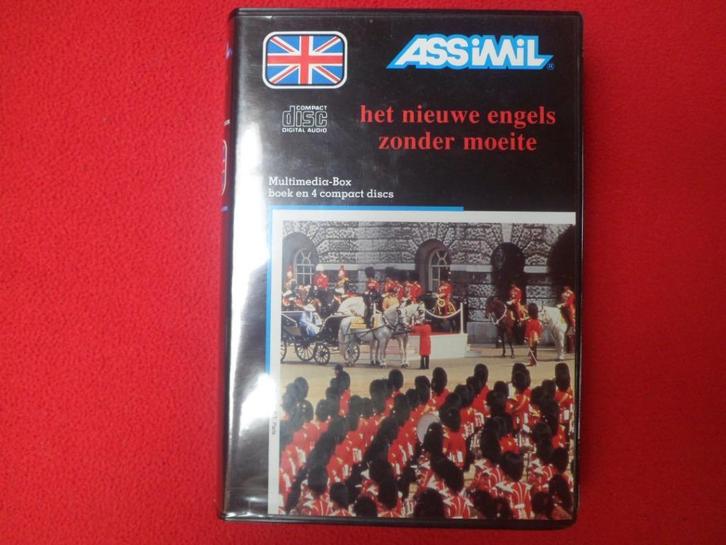 ASSiMiL®
COMPACT
disc
DIGITAL AUDIO
het nieuwe engels
zonder moeite
Multimedia-Box
boek en 4 compact discs